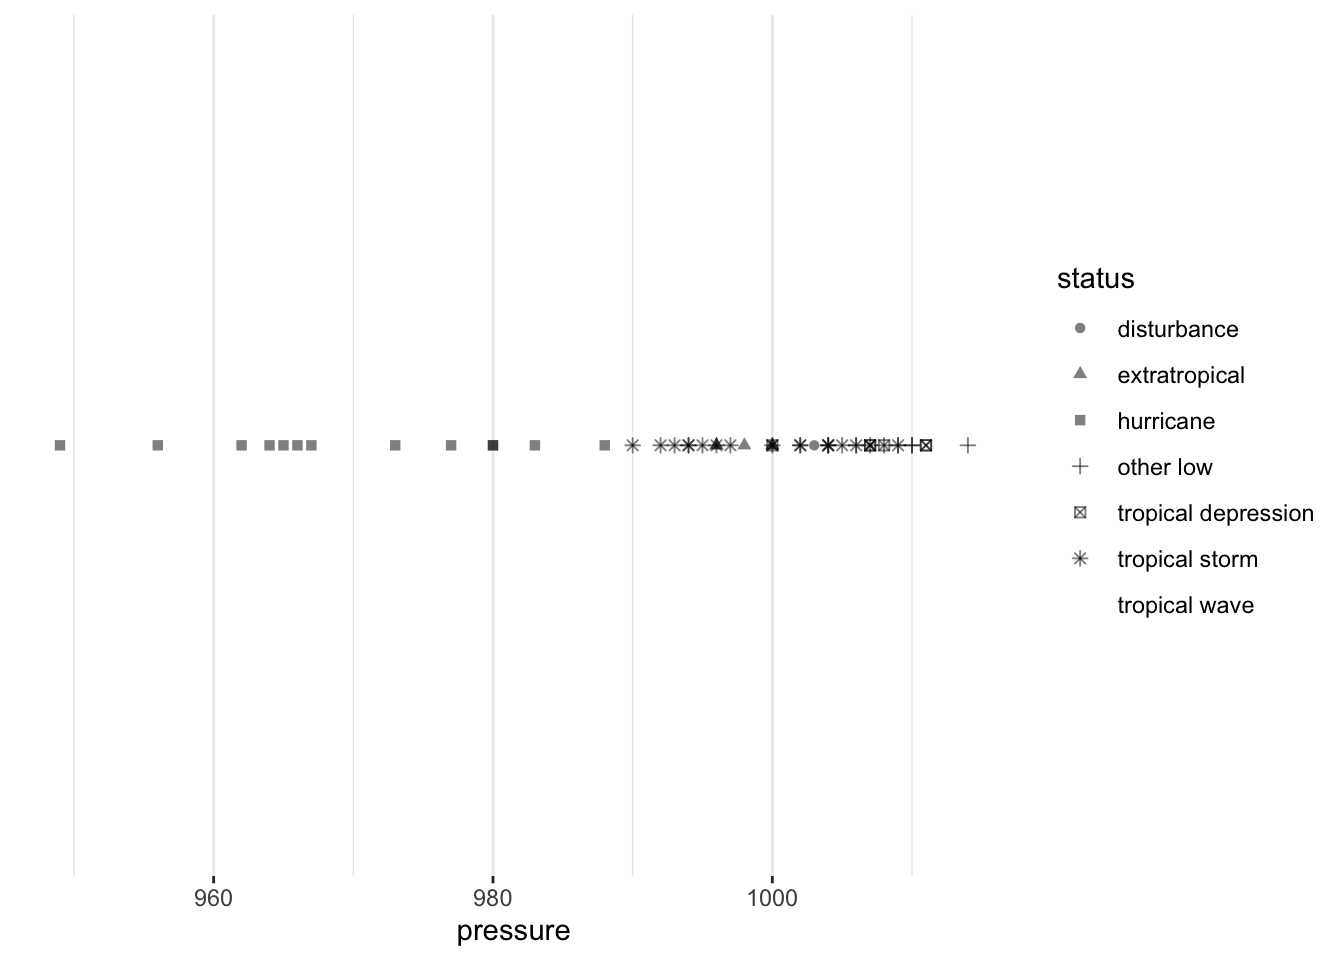 status
disturbance
extratropical
hurricane
other low
tropical depression
tropical storm
tropical wave
960 980 1000
pressure